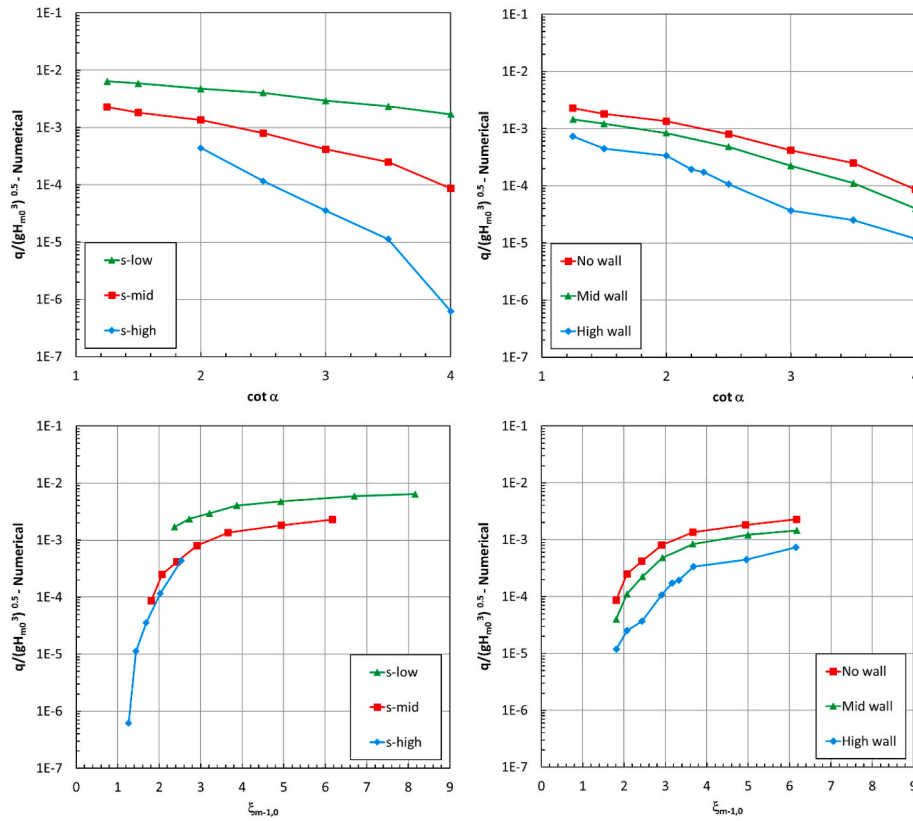 1E-1
1E-2
1E-3
1E-4
1E-5
1E-6
1E-7
q/(gHm0³)⁰·⁵ - Numerical
s-low
s-mid
s-high
1 2 3 4
cot α
1E-1
1E-2
1E-3
1E-4
1E-5
1E-6
1E-7
q/(gHm0³)⁰·⁵ - Numerical
No wall
Mid wall
High wall
1 2 3 4
cot α
1E-1
1E-2
1E-3
1E-4
1E-5
1E-6
1E-7
q/(gHm0³)⁰·⁵ - Numerical
s-low
s-mid
s-high
0 1 2 3 4 5 6 7 8 9
ξm-1,0
1E-1
1E-2
1E-3
1E-4
1E-5
1E-6
1E-7
q/(gHm0³)⁰·⁵ - Numerical
No wall
Mid wall
High wall
0 1 2 3 4 5 6 7 8 9
ξm-1,0